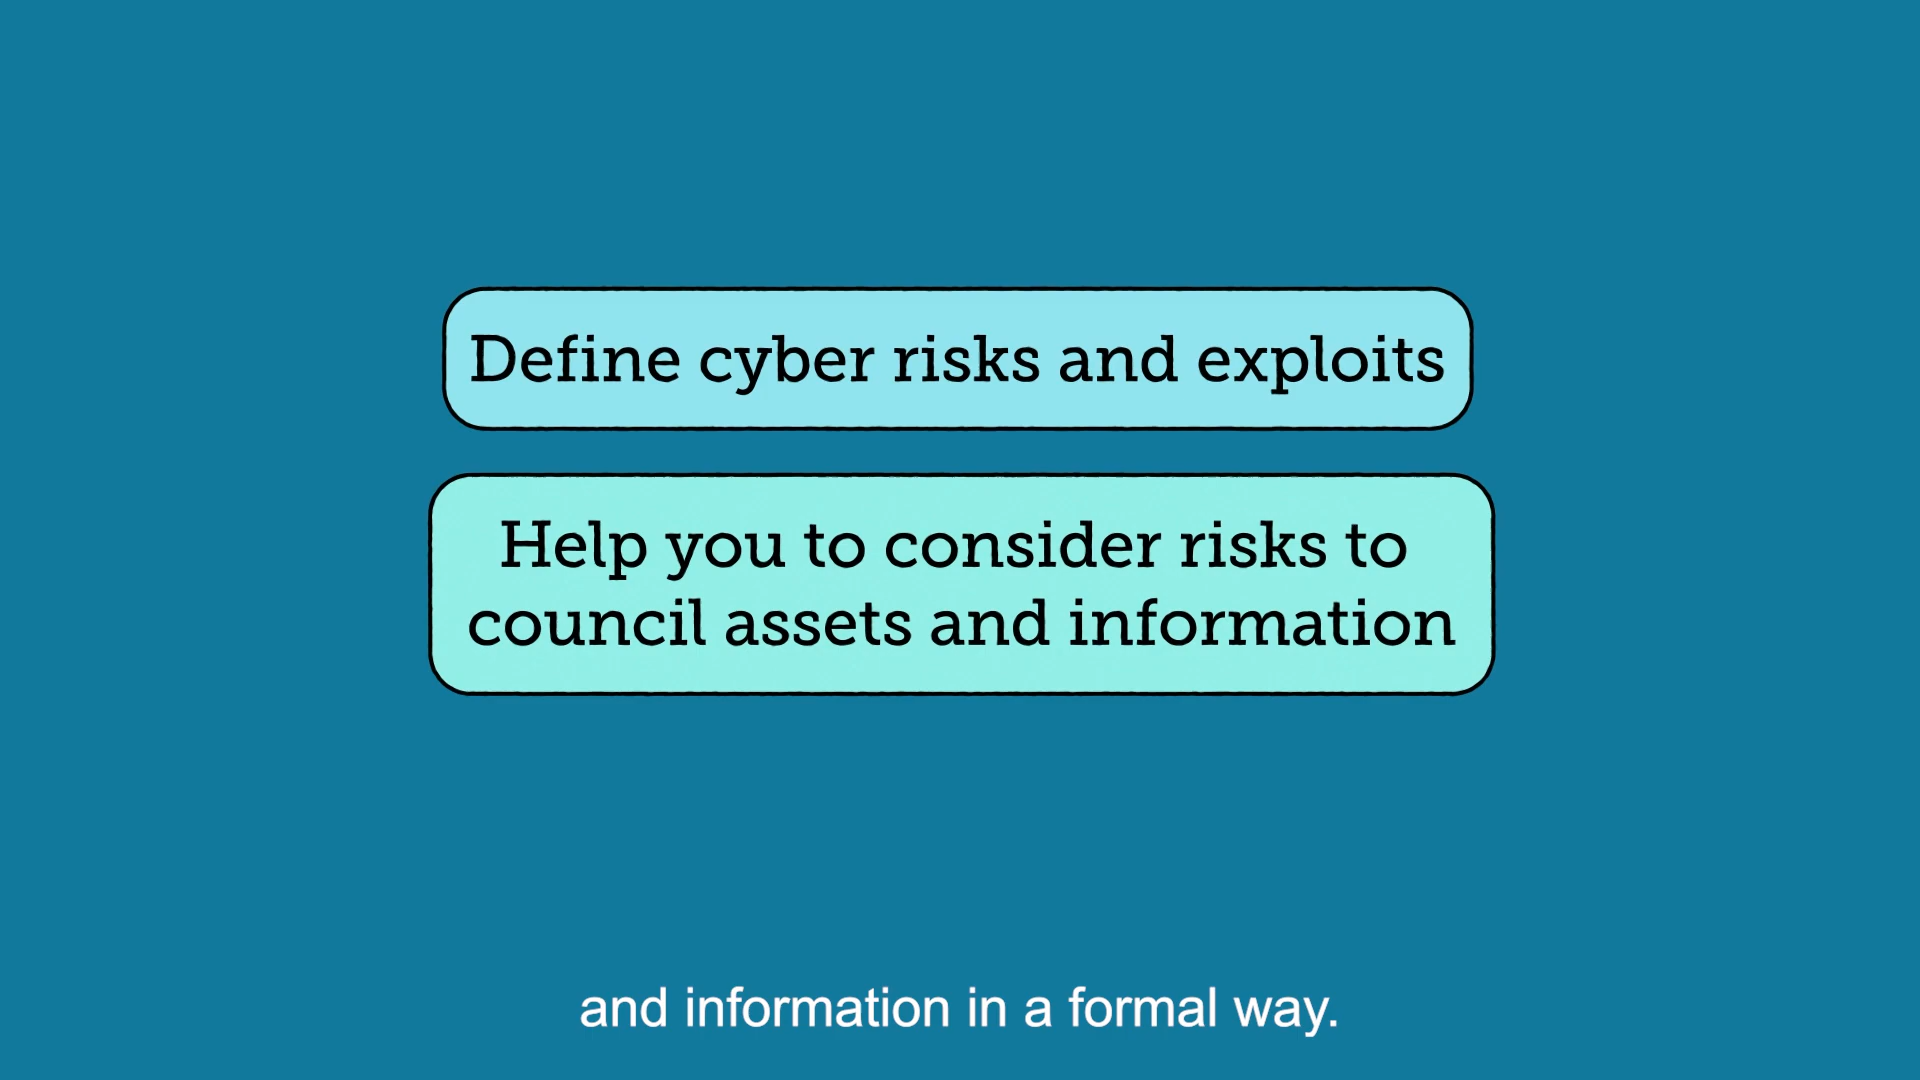 Define cyber risks and exploits
Help you to consider risks to
council assets and information
and information in a formal way.